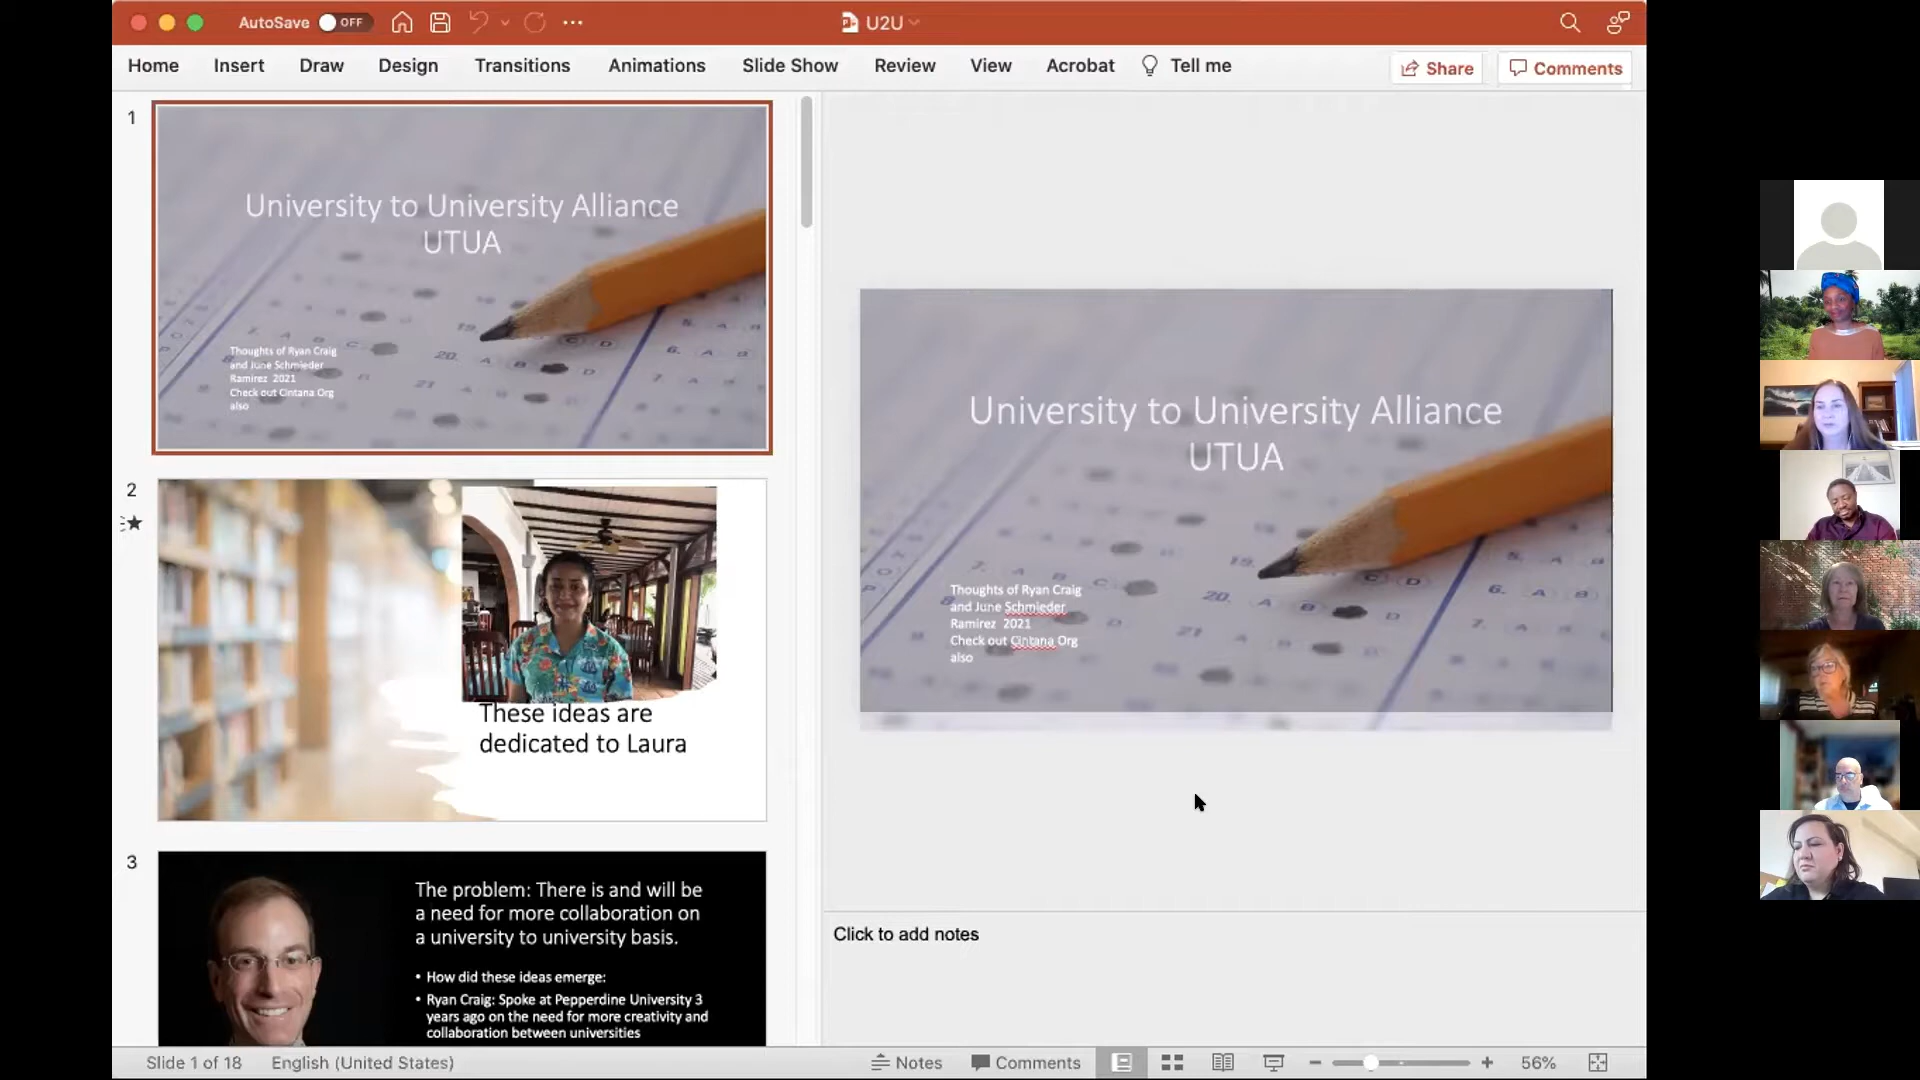 AutoSave OFF U2U
Home Insert Draw Design Transitions Animations Slide Show Review View Acrobat Tell me Share Comments
1
University to University Alliance
UTUA
Thoughts of Ryan Craig
and June Schmieder
Ramirez 2021
Check out Cintana Org
also
2
These ideas are
dedicated to Laura
3
The problem: There is and will be
a need for more collaboration on
a university to university basis.
• How did these ideas emerge:
• Ryan Craig: Spoke at Pepperdine University 3
years ago on the need for more creativity and
collaboration between universities
University to University Alliance
UTUA
Thoughts of Ryan Craig
and June Schmieder
Ramirez 2021
Check out Cintana Org
also
19.
20. A B C D
21
7. A
5. A B
6. A B
Click to add notes
Slide 1 of 18 English (United States) Notes Comments 56%